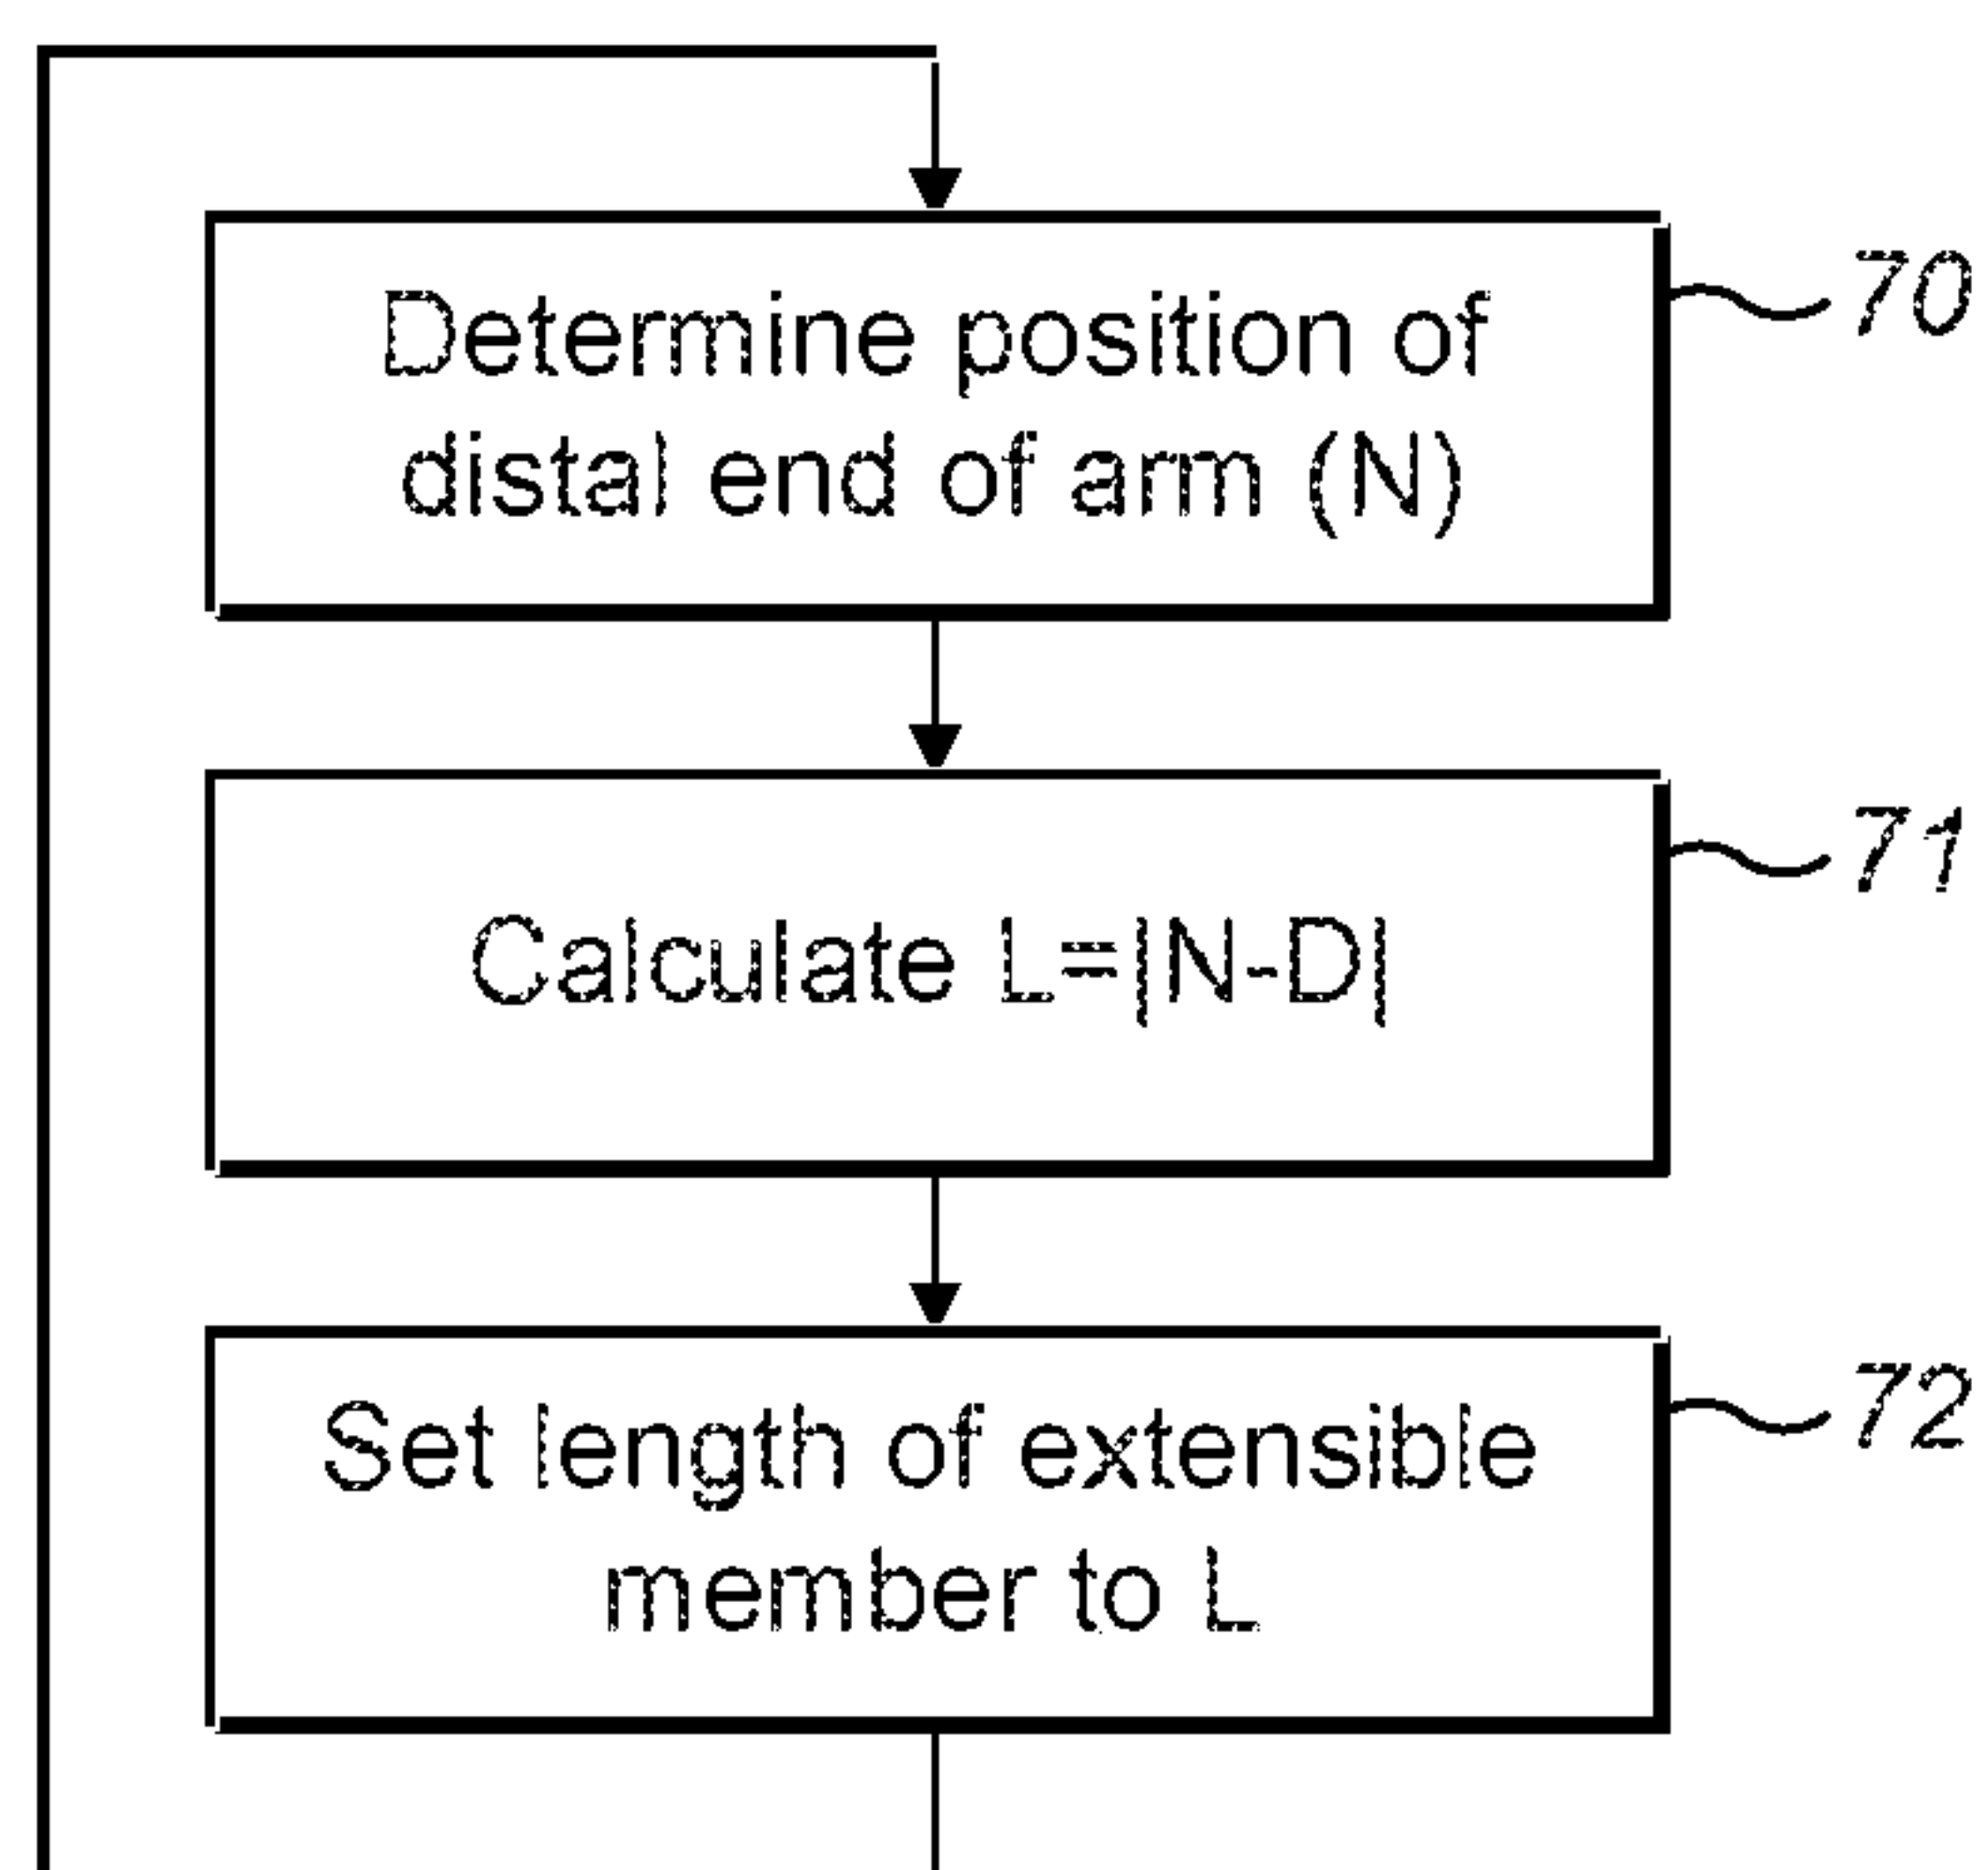 Determine position of
distal end of arm (N)
70
Calculate L=|N-D|
71
Set length of extensible
member to L
72